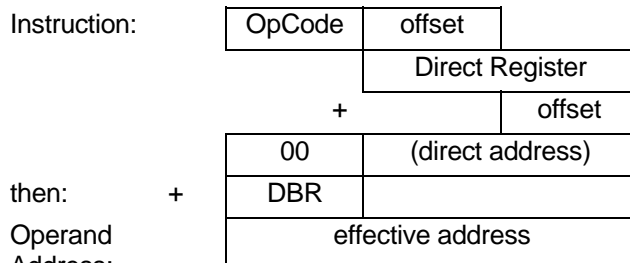 Instruction: OpCode offset
Direct Register
+ offset
00 (direct address)
then: + DBR
Operand effective address
Address: